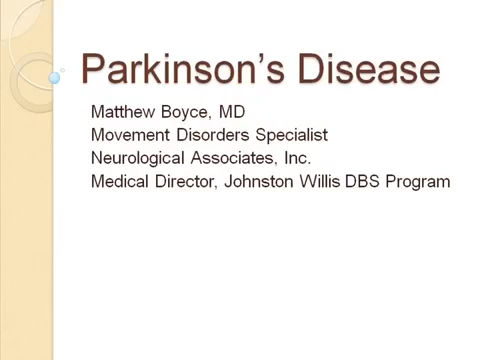 Parkinson's Disease
Matthew Boyce, MD
Movement Disorders Specialist
Neurological Associates, Inc.
Medical Director, Johnston Willis DBS Program